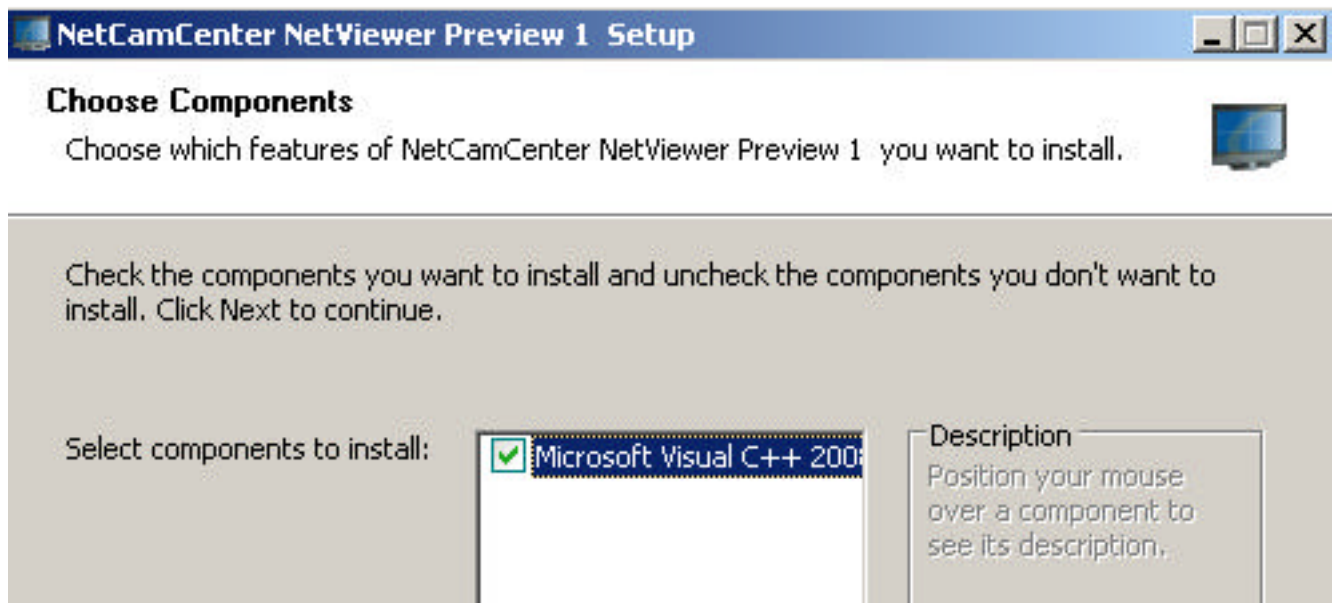 NetCamCenter NetViewer Preview 1 Setup
Choose Components
Choose which features of NetCamCenter NetViewer Preview 1 you want to install.
Check the components you want to install and uncheck the components you don't want to
install. Click Next to continue.
Select components to install:
Microsoft Visual C++ 2008
Description
Position your mouse
over a component to
see its description.